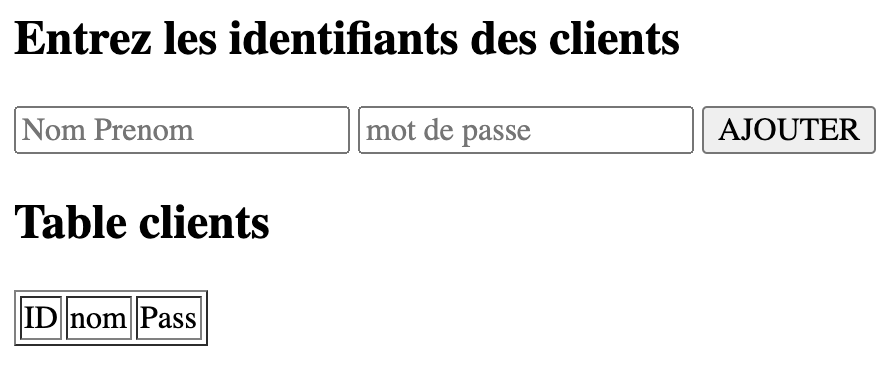 Entrez les identifiants des clients
Nom Prenom mot de passe AJOUTER
Table clients
ID nom Pass